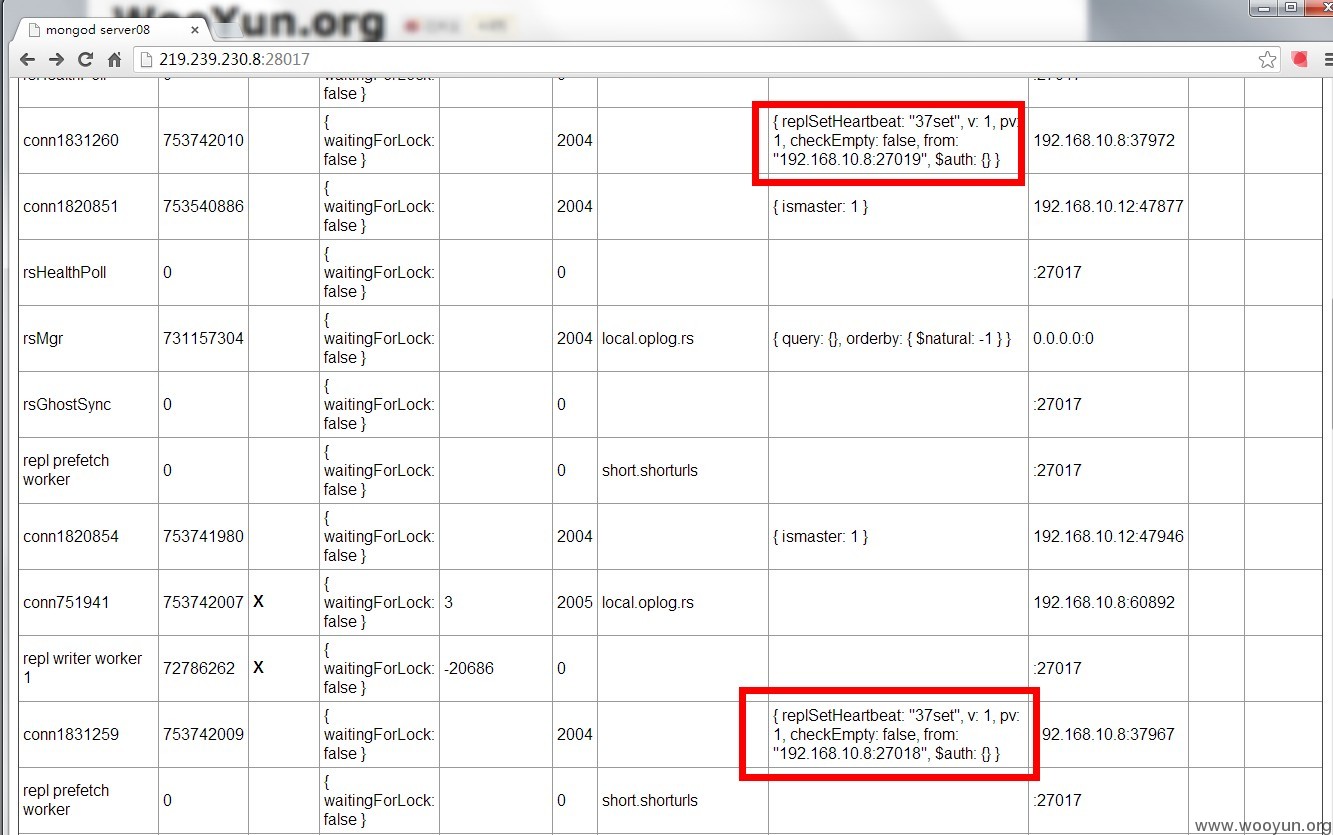 WooYun.org
mongod server08
219.239.230.8:28017
waitingForLock:
false }
conn1831260 753742010 { waitingForLock: false } 2004 { replSetHeartbeat: "37set", v: 1, pv: 1, checkEmpty: false, from: "192.168.10.8:27019", $auth: {} } 192.168.10.8:37972
conn1820851 753540886 { waitingForLock: false } 2004 { ismaster: 1 } 192.168.10.12:47877
rsHealthPoll 0 { waitingForLock: false } 0 :27017
rsMgr 731157304 { waitingForLock: false } 2004 local.oplog.rs { query: {}, orderby: { $natural: -1 } } 0.0.0.0:0
rsGhostSync 0 { waitingForLock: false } 0 :27017
repl prefetch worker 0 { waitingForLock: false } 0 short.shorturls :27017
conn1820854 753741980 { waitingForLock: false } 2004 { ismaster: 1 } 192.168.10.12:47946
conn751941 753742007 X { waitingForLock: false } 3 2005 local.oplog.rs 192.168.10.8:60892
repl writer worker 1 72786262 X { waitingForLock: false } -20686 0 :27017
conn1831259 753742009 { waitingForLock: false } 2004 { replSetHeartbeat: "37set", v: 1, pv: 1, checkEmpty: false, from: "192.168.10.8:27018", $auth: {} } 92.168.10.8:37967
repl prefetch worker 0 { waitingForLock: false } 0 short.shorturls :27017
www.wooyun.org